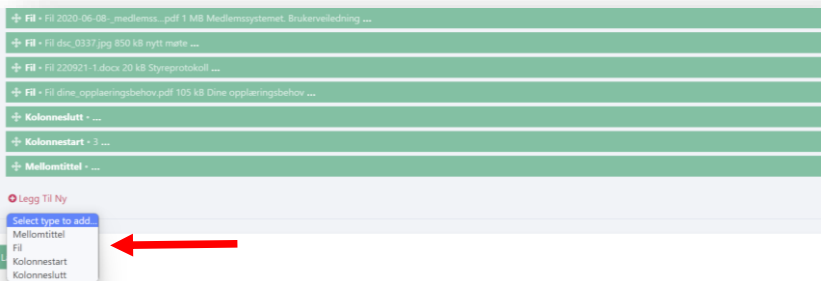 Fil • Fil 2020-06-08-_medlemss...pdf 1 MB Medlemssystemet. Brukerveiledning ....
Fil • Fil dsc_0337.jpg 850 kB nytt møte ...
Fil • Fil 220921-1.docx 20 kB Styreprotokoll ....
Fil • Fil dine_opplaeringsbehov.pdf 105 kB Dine opplæringsbehov ....
Kolonneslutt • ...
Kolonnestart • 3 ....
Mellomtittel • ....
Legg Til Ny
Select type to add...
Mellomtittel
Fil
Kolonnestart
Kolonneslutt